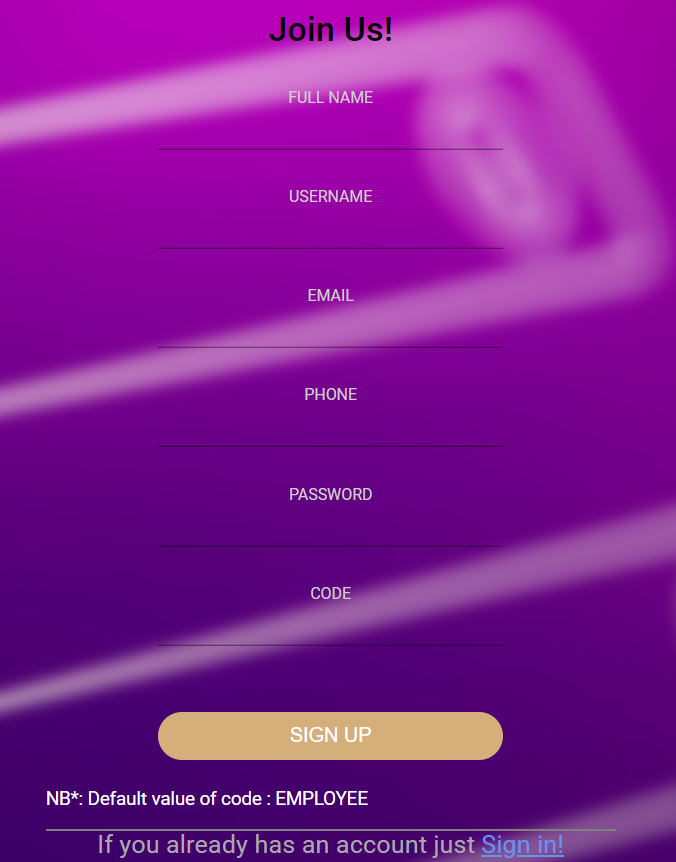 Join Us!
FULL NAME
USERNAME
EMAIL
PHONE
PASSWORD
CODE
SIGN UP
NB*: Default value of code : EMPLOYEE
If you already has an account just Sign in!